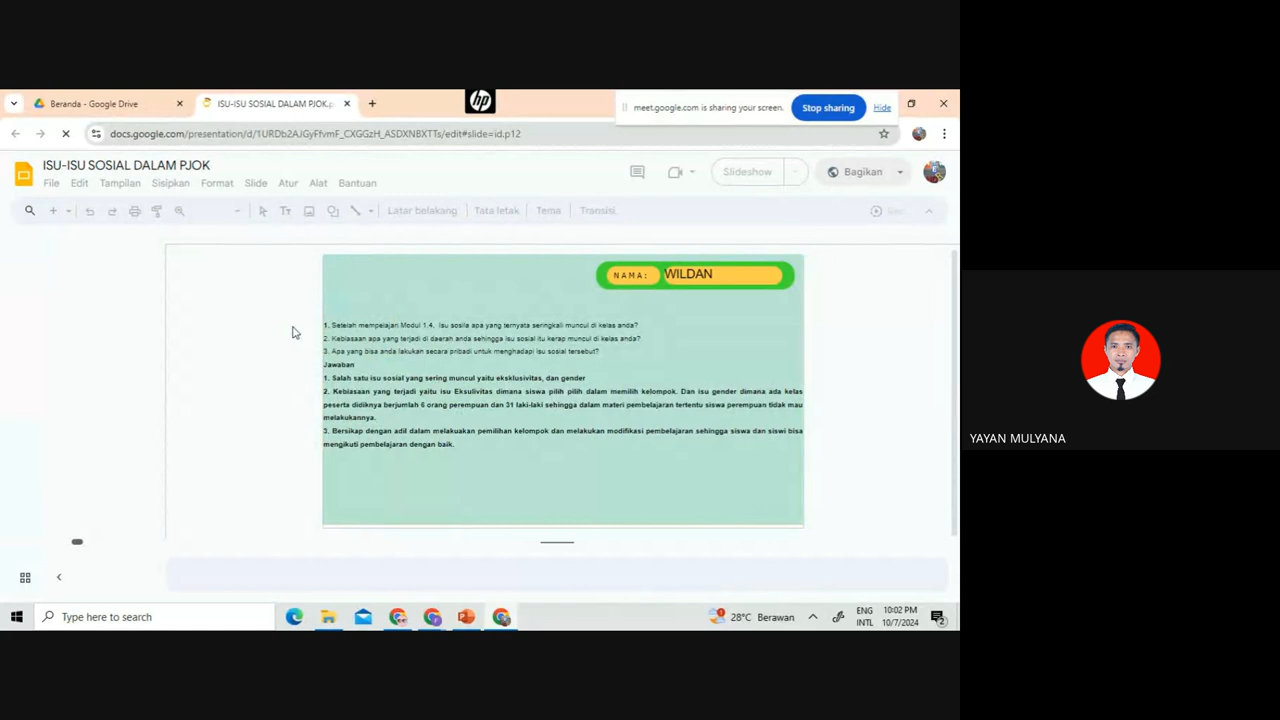 Beranda - Google Drive
ISU-ISU SOSIAL DALAM PJOK.p
hp
meet.google.com is sharing your screen.
Stop sharing
Hide
docs.google.com/presentation/d/1URDb2AJGyFfvmF_CXGGzH_ASDXNBXTTs/edit#slide=id.p12
ISU-ISU SOSIAL DALAM PJOK
File Edit Tampilan Sisipkan Format Slide Atur Alat Bantuan
Slideshow
Bagikan
Latar belakang Tata letak Tema Transisi
NAMA: WILDAN
1. Setelah mempelajari Modul 1.4, Isu sosila apa yang ternyata seringkali muncul di kelas anda?
2. Kebiasaan apa yang terjadi di daerah anda sehingga isu sosial itu kerap muncul di kelas anda?
3. Apa yang bisa anda lakukan secara pribadi untuk menghadapi isu sosial tersebut?
Jawaban
1. Salah satu isu sosial yang sering muncul yaitu eksklusivitas, dan gender
2. Kebiasaan yang terjadi yaitu isu Eksulivitas dimana siswa pilih pilih dalam memilih kelompok. Dan isu gender dimana ada kelas
peserta didiknya berjumlah 6 orang perempuan dan 31 laki-laki sehingga dalam materi pembelajaran tertentu siswa perempuan tidak mau
melakukannya.
3. Bersikap dengan adil dalam melakuakan pemilihan kelompok dan melakukan modifikasi pembelajaran sehingga siswa dan siswi bisa
mengikuti pembelajaran dengan baik.
YAYAN MULYANA
Type here to search
28°C Berawan
ENG
INTL
10:02 PM
10/7/2024
2